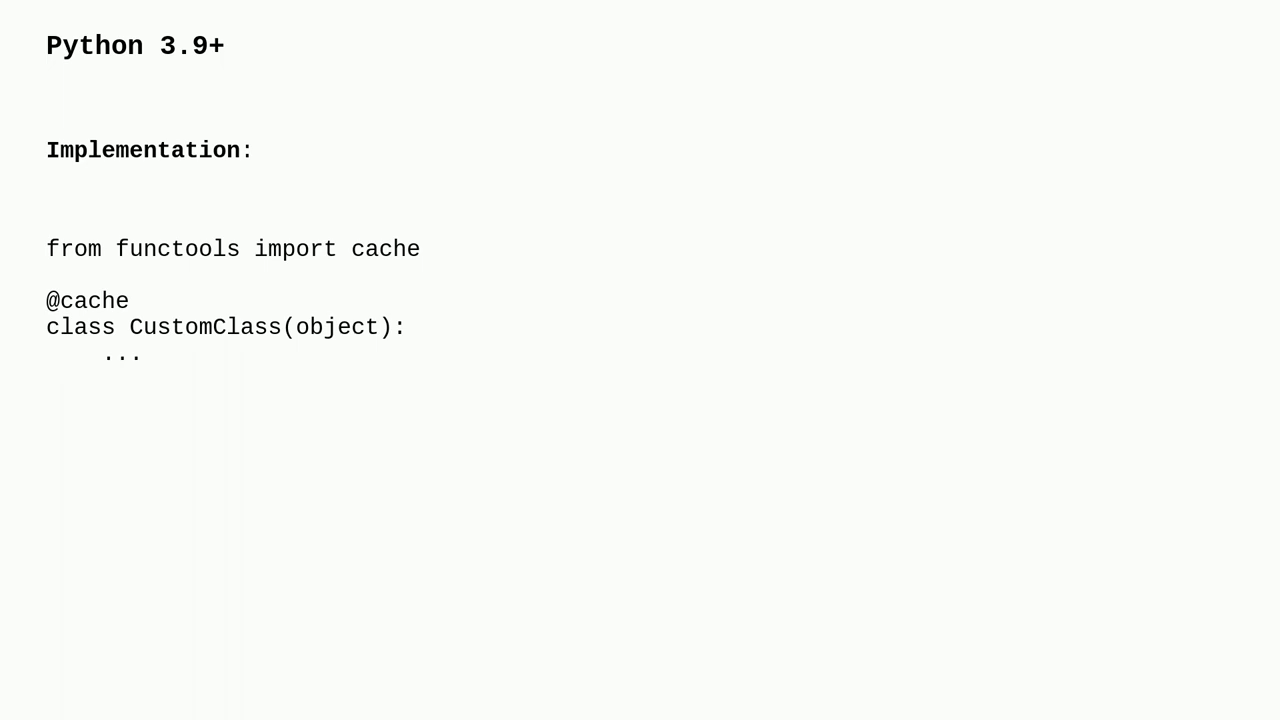 Python 3.9+
Implementation:
from functools import cache
@cache
class CustomClass(object):
    ...